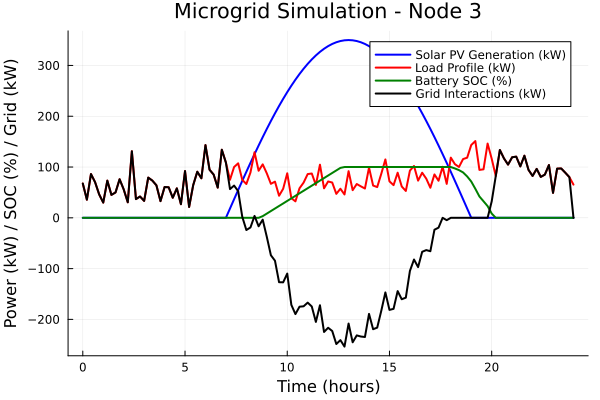 Microgrid Simulation - Node 3
Power (kW) / SOC (%) / Grid (kW)
300
200
100
0
−100
−200
Solar PV Generation (kW)
Load Profile (kW)
Battery SOC (%)
Grid Interactions (kW)
0 5 10 15 20
Time (hours)